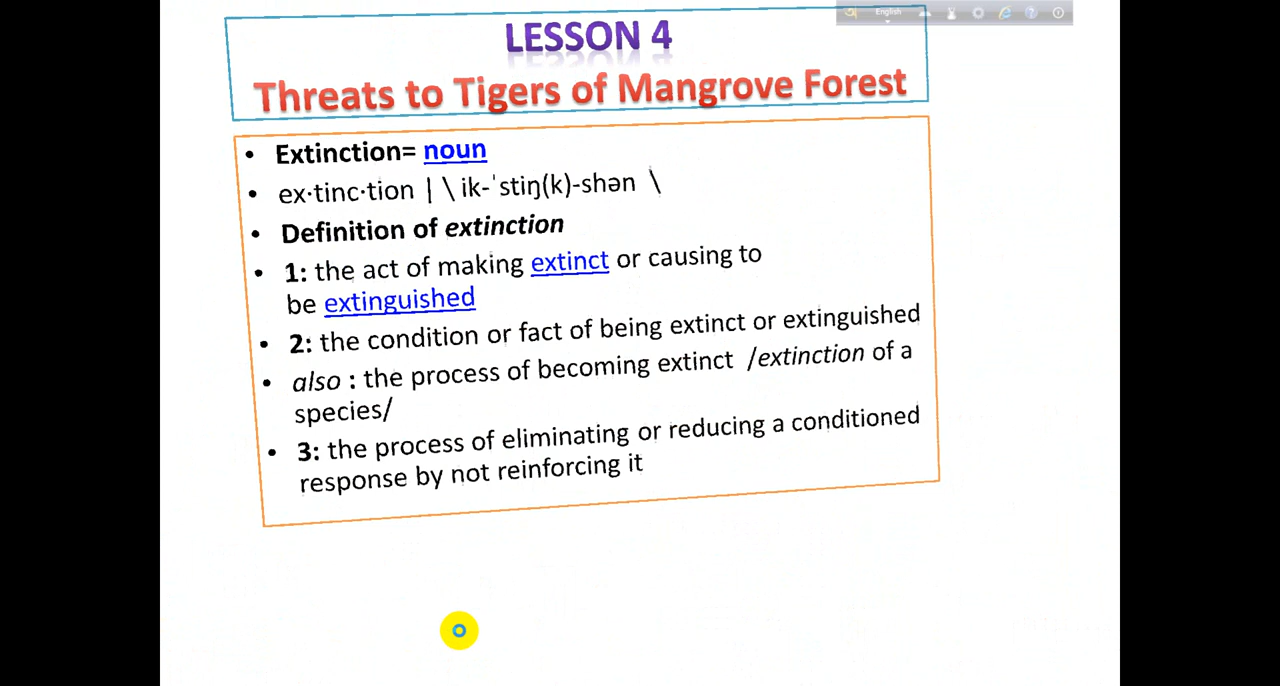 English
LESSON 4
Threats to Tigers of Mangrove Forest
• Extinction= noun
• ex·tinc·tion | \ ik-ˈstiŋ(k)-shən \
• Definition of extinction
• 1: the act of making extinct or causing to
be extinguished
• 2: the condition or fact of being extinct or extinguished
• also : the process of becoming extinct /extinction of a
species/
• 3: the process of eliminating or reducing a conditioned
response by not reinforcing it